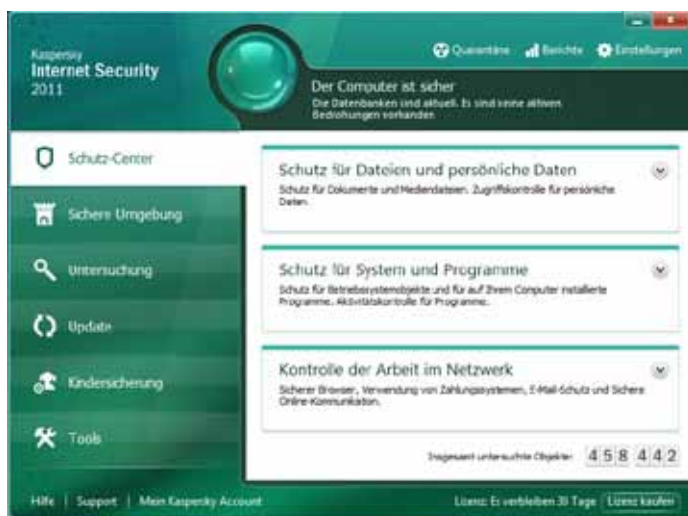 Kaspersky
Internet Security
2011
Quarantäne Berichte Einstellungen
Der Computer ist sicher
Die Datenbanken sind aktuell. Es sind keine aktiven
Bedrohungen vorhanden
Schutz-Center
Sichere Umgebung
Untersuchung
Update
Kindersicherung
Tools
Schutz für Dateien und persönliche Daten
Schutz für Dokumente und Mediendateien. Zugriffskontrolle für persönliche
Daten.
Schutz für System und Programme
Schutz für Betriebssystemobjekte und für auf Ihrem Computer installierte
Programme. Aktivitätskontrolle für Programme.
Kontrolle der Arbeit im Netzwerk
Sicherer Browser, Verwendung von Zahlungssystemen, E-Mail-Schutz und Sichere
Online-Kommunikation.
Insgesamt untersuchte Objekte: 458 442
Hilfe | Support | Mein Kaspersky Account
Lizenz: Es verbleiben 30 Tage Lizenz kaufen